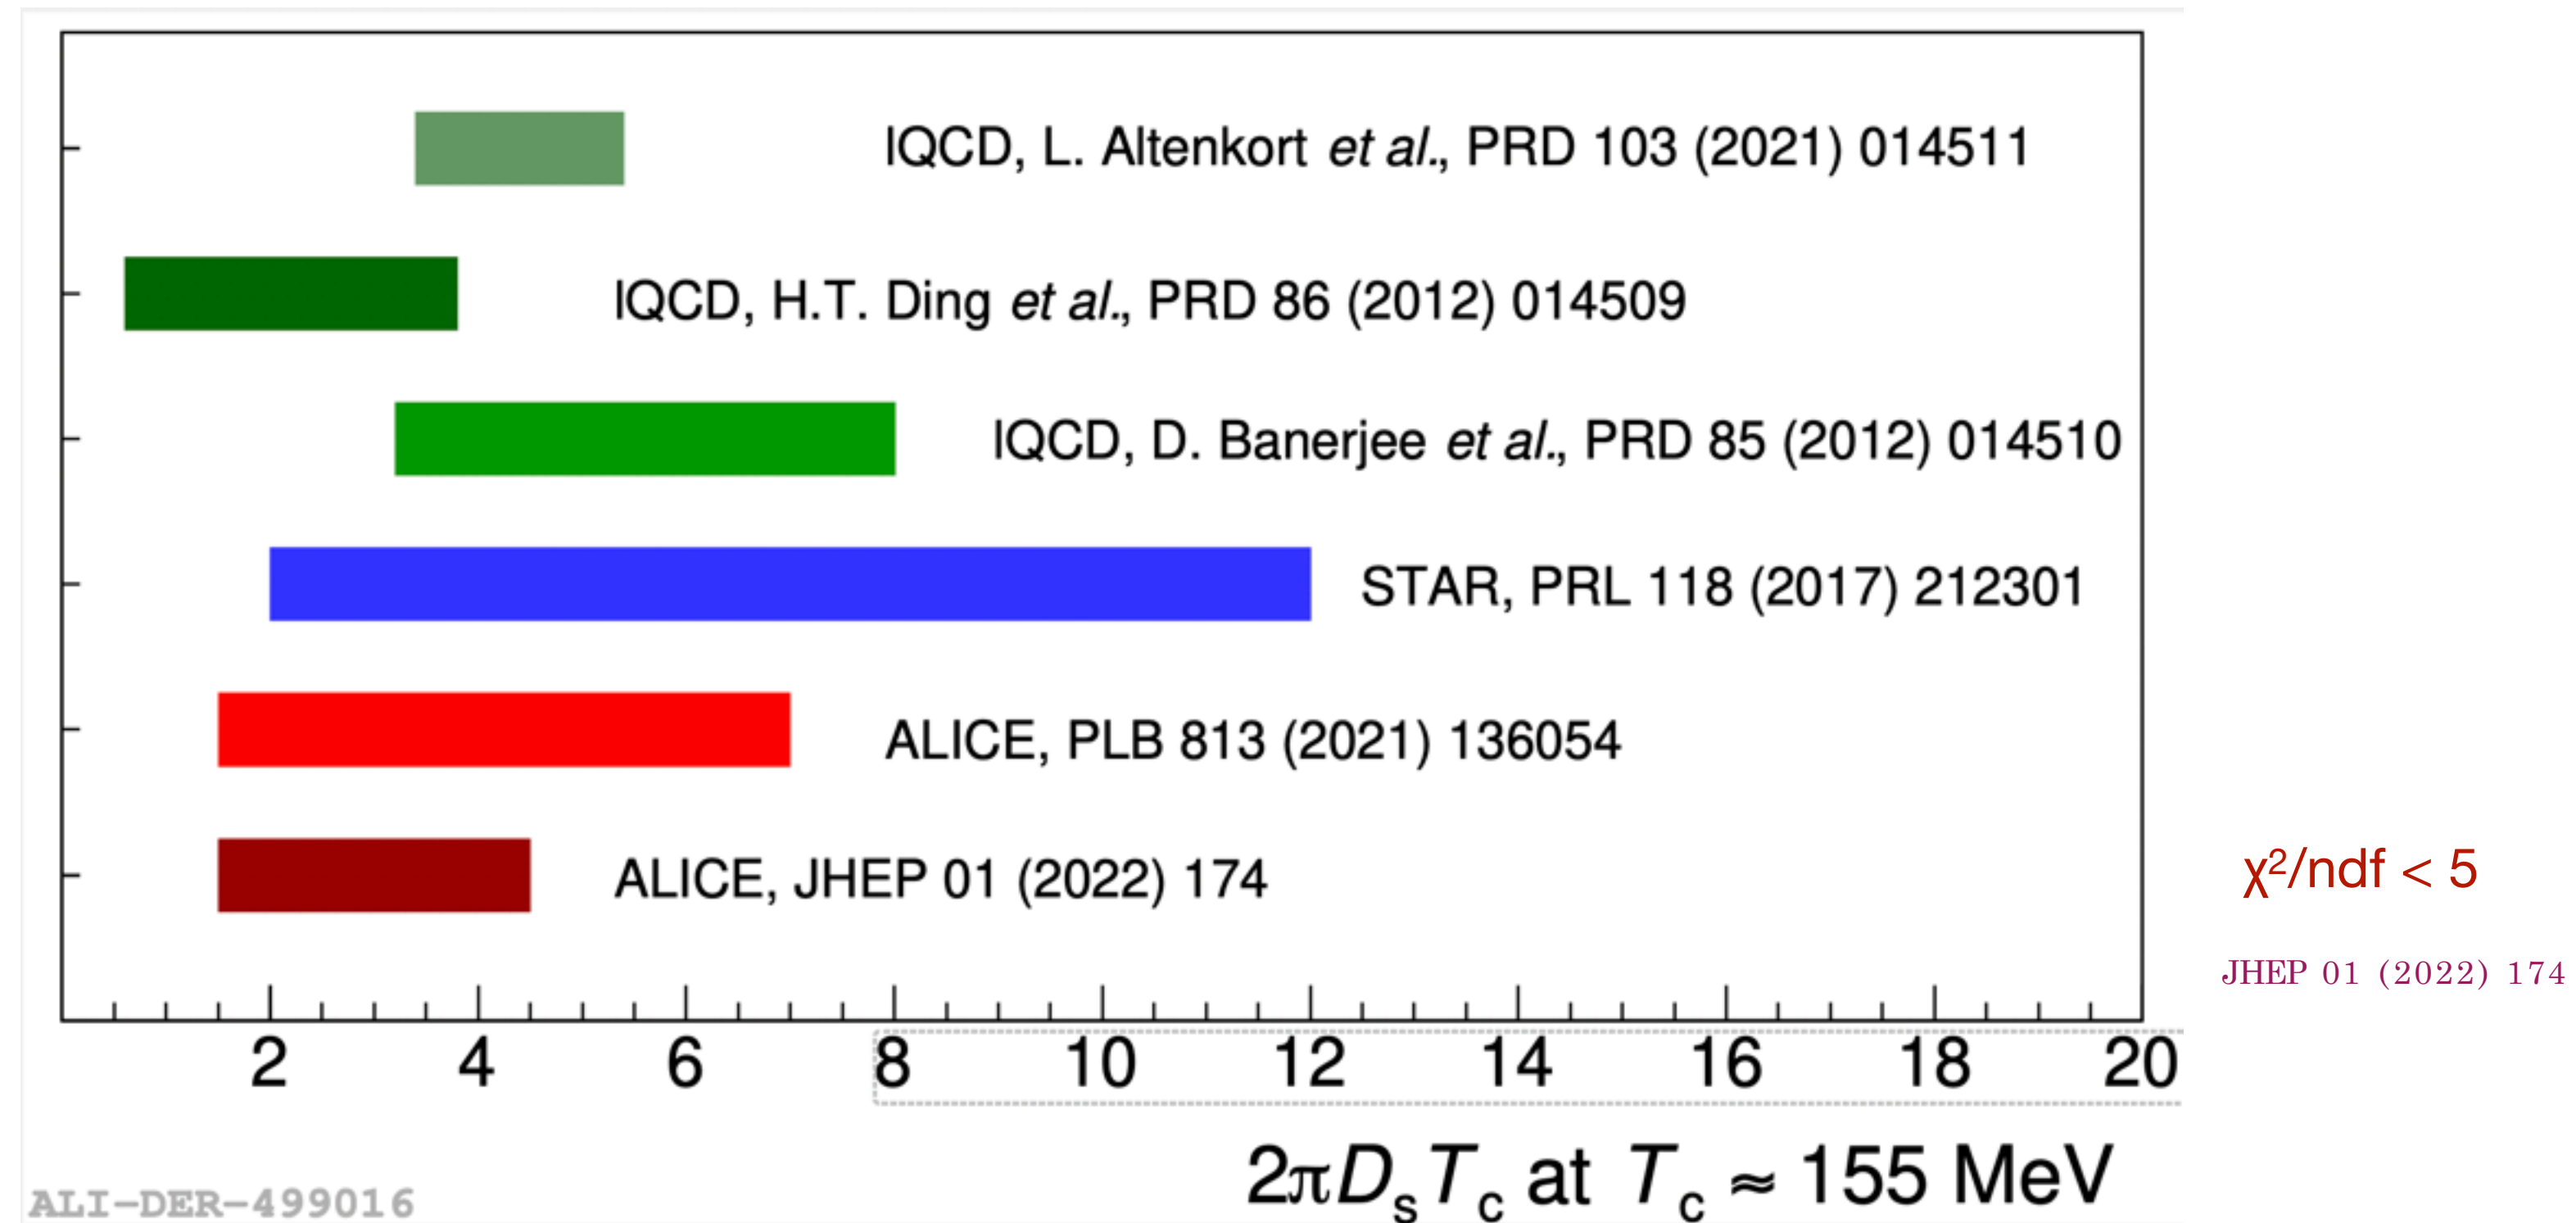 lQCD, L. Altenkort et al., PRD 103 (2021) 014511
lQCD, H.T. Ding et al., PRD 86 (2012) 014509
lQCD, D. Banerjee et al., PRD 85 (2012) 014510
STAR, PRL 118 (2017) 212301
ALICE, PLB 813 (2021) 136054
ALICE, JHEP 01 (2022) 174
χ²/ndf < 5
JHEP 01 (2022) 174
2 4 6 8 10 12 14 16 18 20
2πDₛT_c at T_c ≈ 155 MeV
ALI-DER-499016